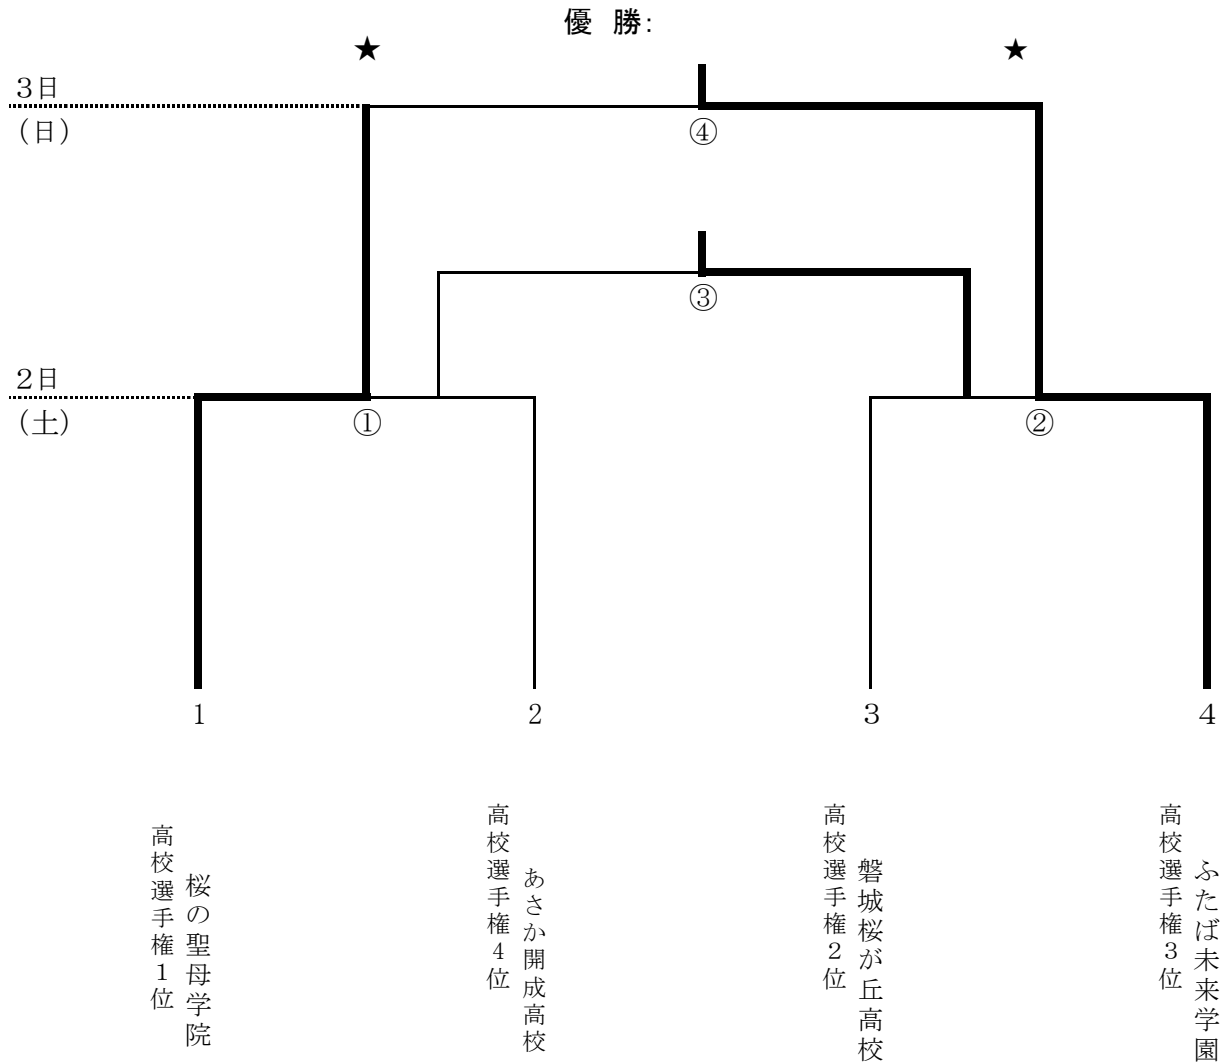 優 勝:
★ ★
３日
（日）
④
③
２日
（土）
① ②
1 2 3 4
高校選手権１位
桜の聖母学院
高校選手権４位
あさか開成高校
高校選手権２位
磐城桜が丘高校
高校選手権３位
ふたば未来学園